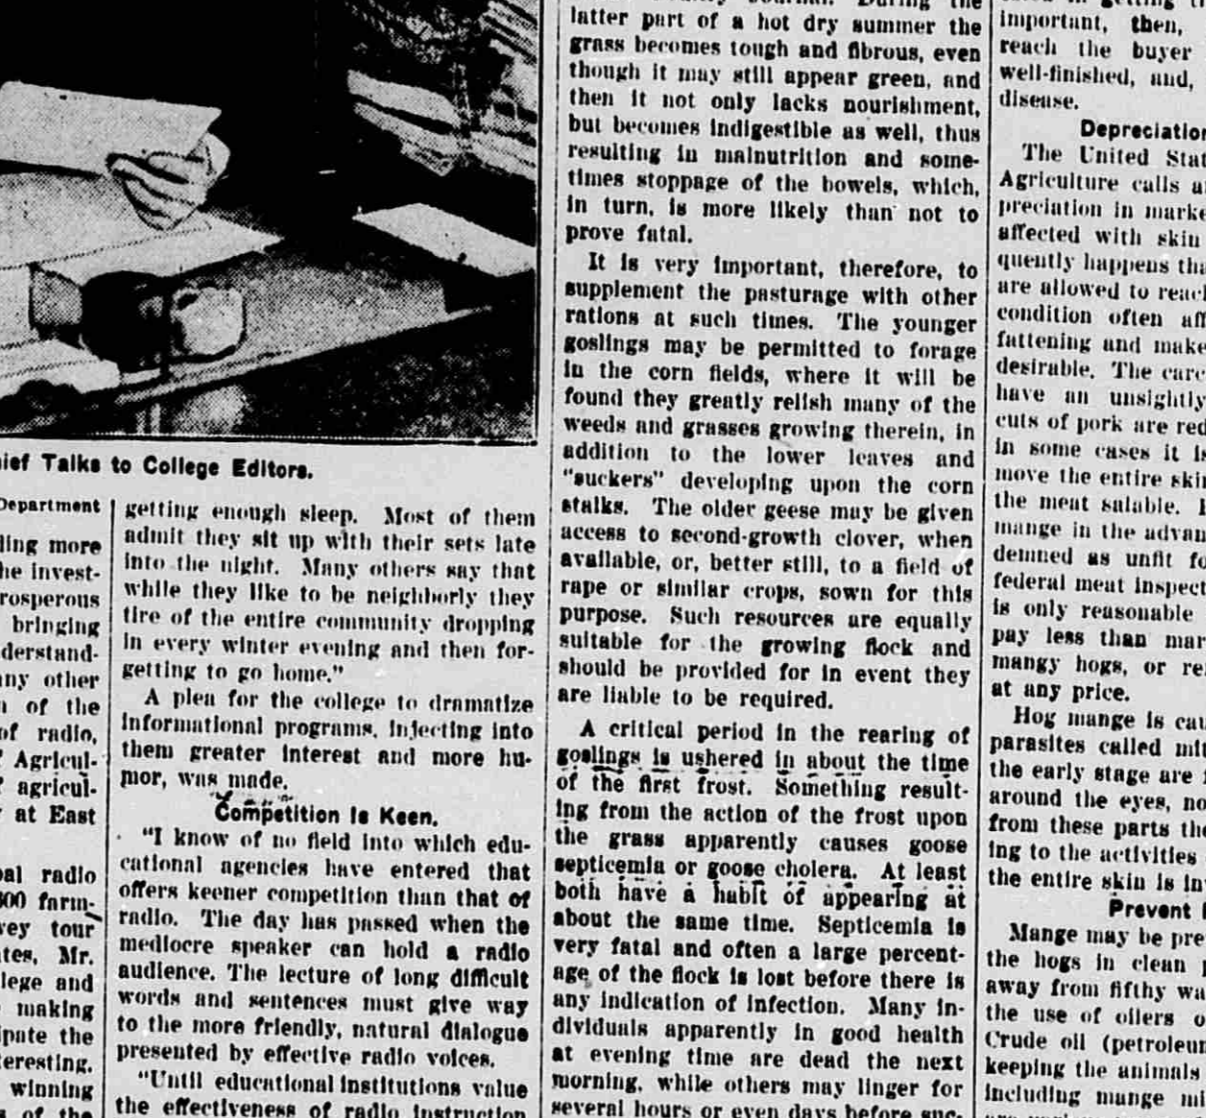 ief Talks to College Editors.
Department
ling more
he invest-
rosperous
bringing
derstand-
any other
n of the
of radio,
Agricul-
agricul-
at East
pal radio
300 farm-
vey tour
ates, Mr.
lege and
making
ipate the
teresting.
winning
s of the
getting enough sleep. Most of them
admit they sit up with their sets late
into the night. Many others say that
while they like to be neighborly they
tire of the entire community dropping
in every winter evening and then for-
getting to go home."
A plea for the college to dramatize
informational programs, injecting into
them greater interest and more hu-
mor, was made.
Competition Is Keen.
"I know of no field into which edu-
cational agencies have entered that
offers keener competition than that of
radio. The day has passed when the
mediocre speaker can hold a radio
audience. The lecture of long difficult
words and sentences must give way
to the more friendly, natural dialogue
presented by effective radio voices.
"Until educational institutions value
the effectiveness of radio instruction
Journal. During the
latter part of a hot dry summer the
grass becomes tough and fibrous, even
though it may still appear green, and
then it not only lacks nourishment,
but becomes indigestible as well, thus
resulting in malnutrition and some-
times stoppage of the bowels, which,
in turn, is more likely than not to
prove fatal.
It is very important, therefore, to
supplement the pasturage with other
rations at such times. The younger
goslings may be permitted to forage
in the corn fields, where it will be
found they greatly relish many of the
weeds and grasses growing therein, in
addition to the lower leaves and
"suckers" developing upon the corn
stalks. The older geese may be given
access to second-growth clover, when
available, or, better still, to a field of
rape or similar crops, sown for this
purpose. Such resources are equally
suitable for the growing flock and
should be provided for in event they
are liable to be required.
A critical period in the rearing of
goslings is ushered in about the time
of the first frost. Something result-
ing from the action of the frost upon
the grass apparently causes goose
septicemia or goose cholera. At least
both have a habit of appearing at
about the same time. Septicemia is
very fatal and often a large percent-
age of the flock is lost before there is
any indication of infection. Many in-
dividuals apparently in good health
at evening time are dead the next
morning, while others may linger for
several hours or even days before suc-
important, then,
reach the buyer
well-finished, and,
disease.
Depreciation
The United Stat
Agriculture calls a
preciation in marke
affected with skin
quently happens tha
are allowed to reach
condition often aff
fattening and make
desirable. The carc
have an unsightly
cuts of pork are red
in some cases it is
move the entire skin
the meat salable.
mange in the advan
demned as unfit fo
federal meat inspect
is only reasonable
pay less than mar
mangy hogs, or re
at any price.
Hog mange is cau
parasites called mit
the early stage are
around the eyes, no
from these parts the
ing to the activities
the entire skin is in
Prevent
Mange may be pre
the hogs in clean
away from filthy wa
the use of oilers o
Crude oil (petroleum
keeping the animals
including mange mi